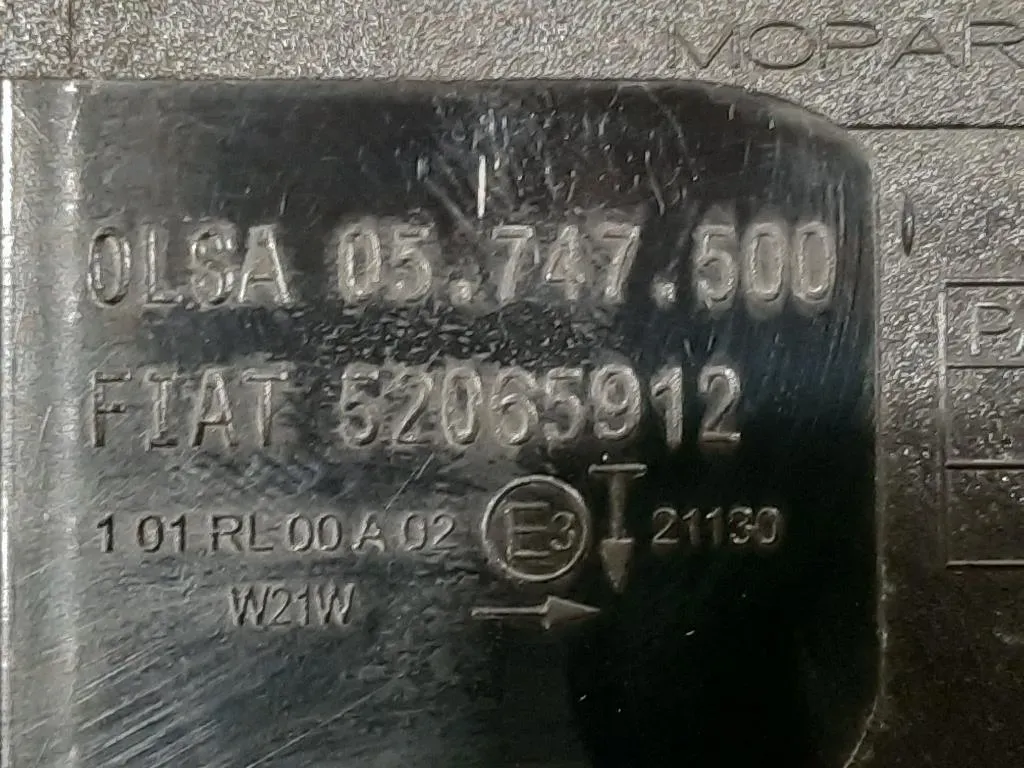 MOPAR
OLSA 05.747.500
FIAT 52065912
1 01 RL 00 A 02 E3 21130
W21W